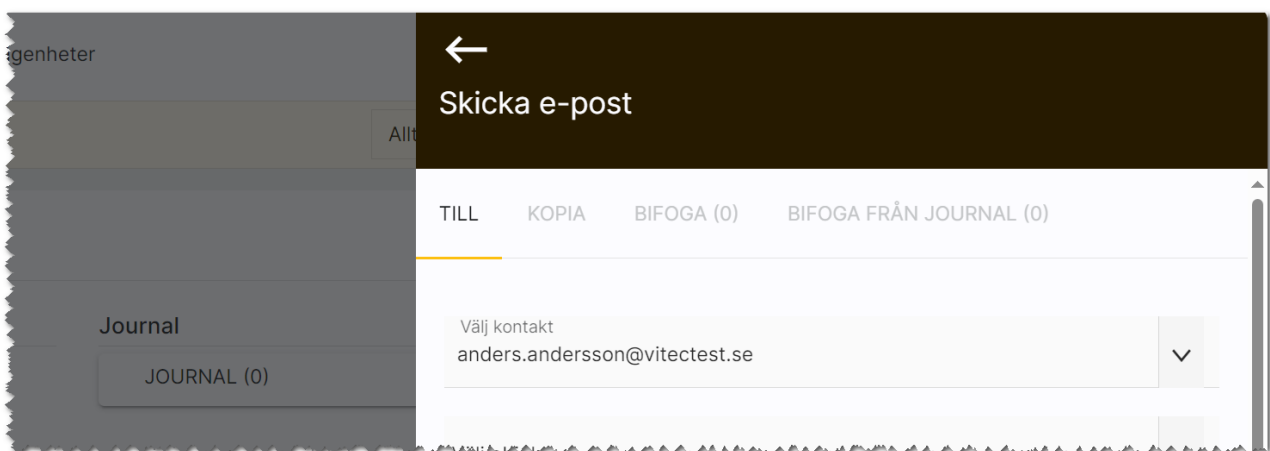 genheter
Allt
Journal
JOURNAL (0)
Skicka e-post
TILL KOPIA BIFOGA (0) BIFOGA FRÅN JOURNAL (0)
Välj kontakt
anders.andersson@vitectest.se